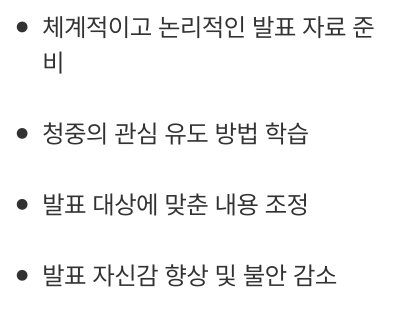 • 체계적이고 논리적인 발표 자료 준
비
• 청중의 관심 유도 방법 학습
• 발표 대상에 맞춘 내용 조정
• 발표 자신감 향상 및 불안 감소